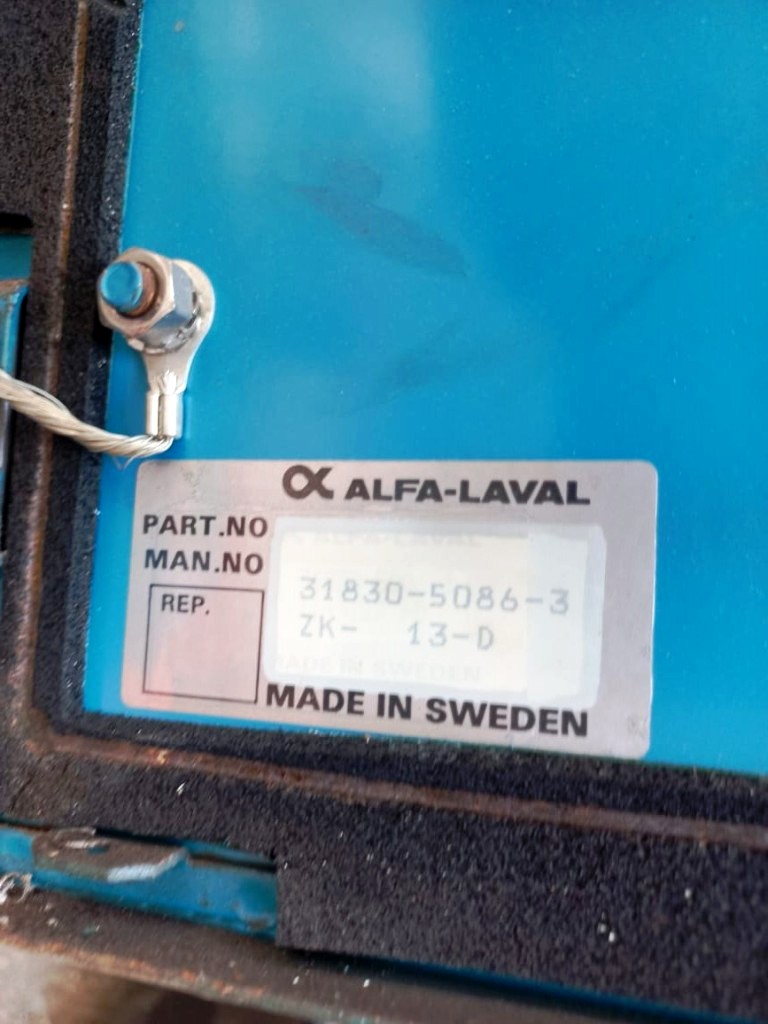 α ALFA-LAVAL
PART.NO
MAN.NO
31830-5086-3
REP.
ZK- 13-D
MADE IN SWEDEN